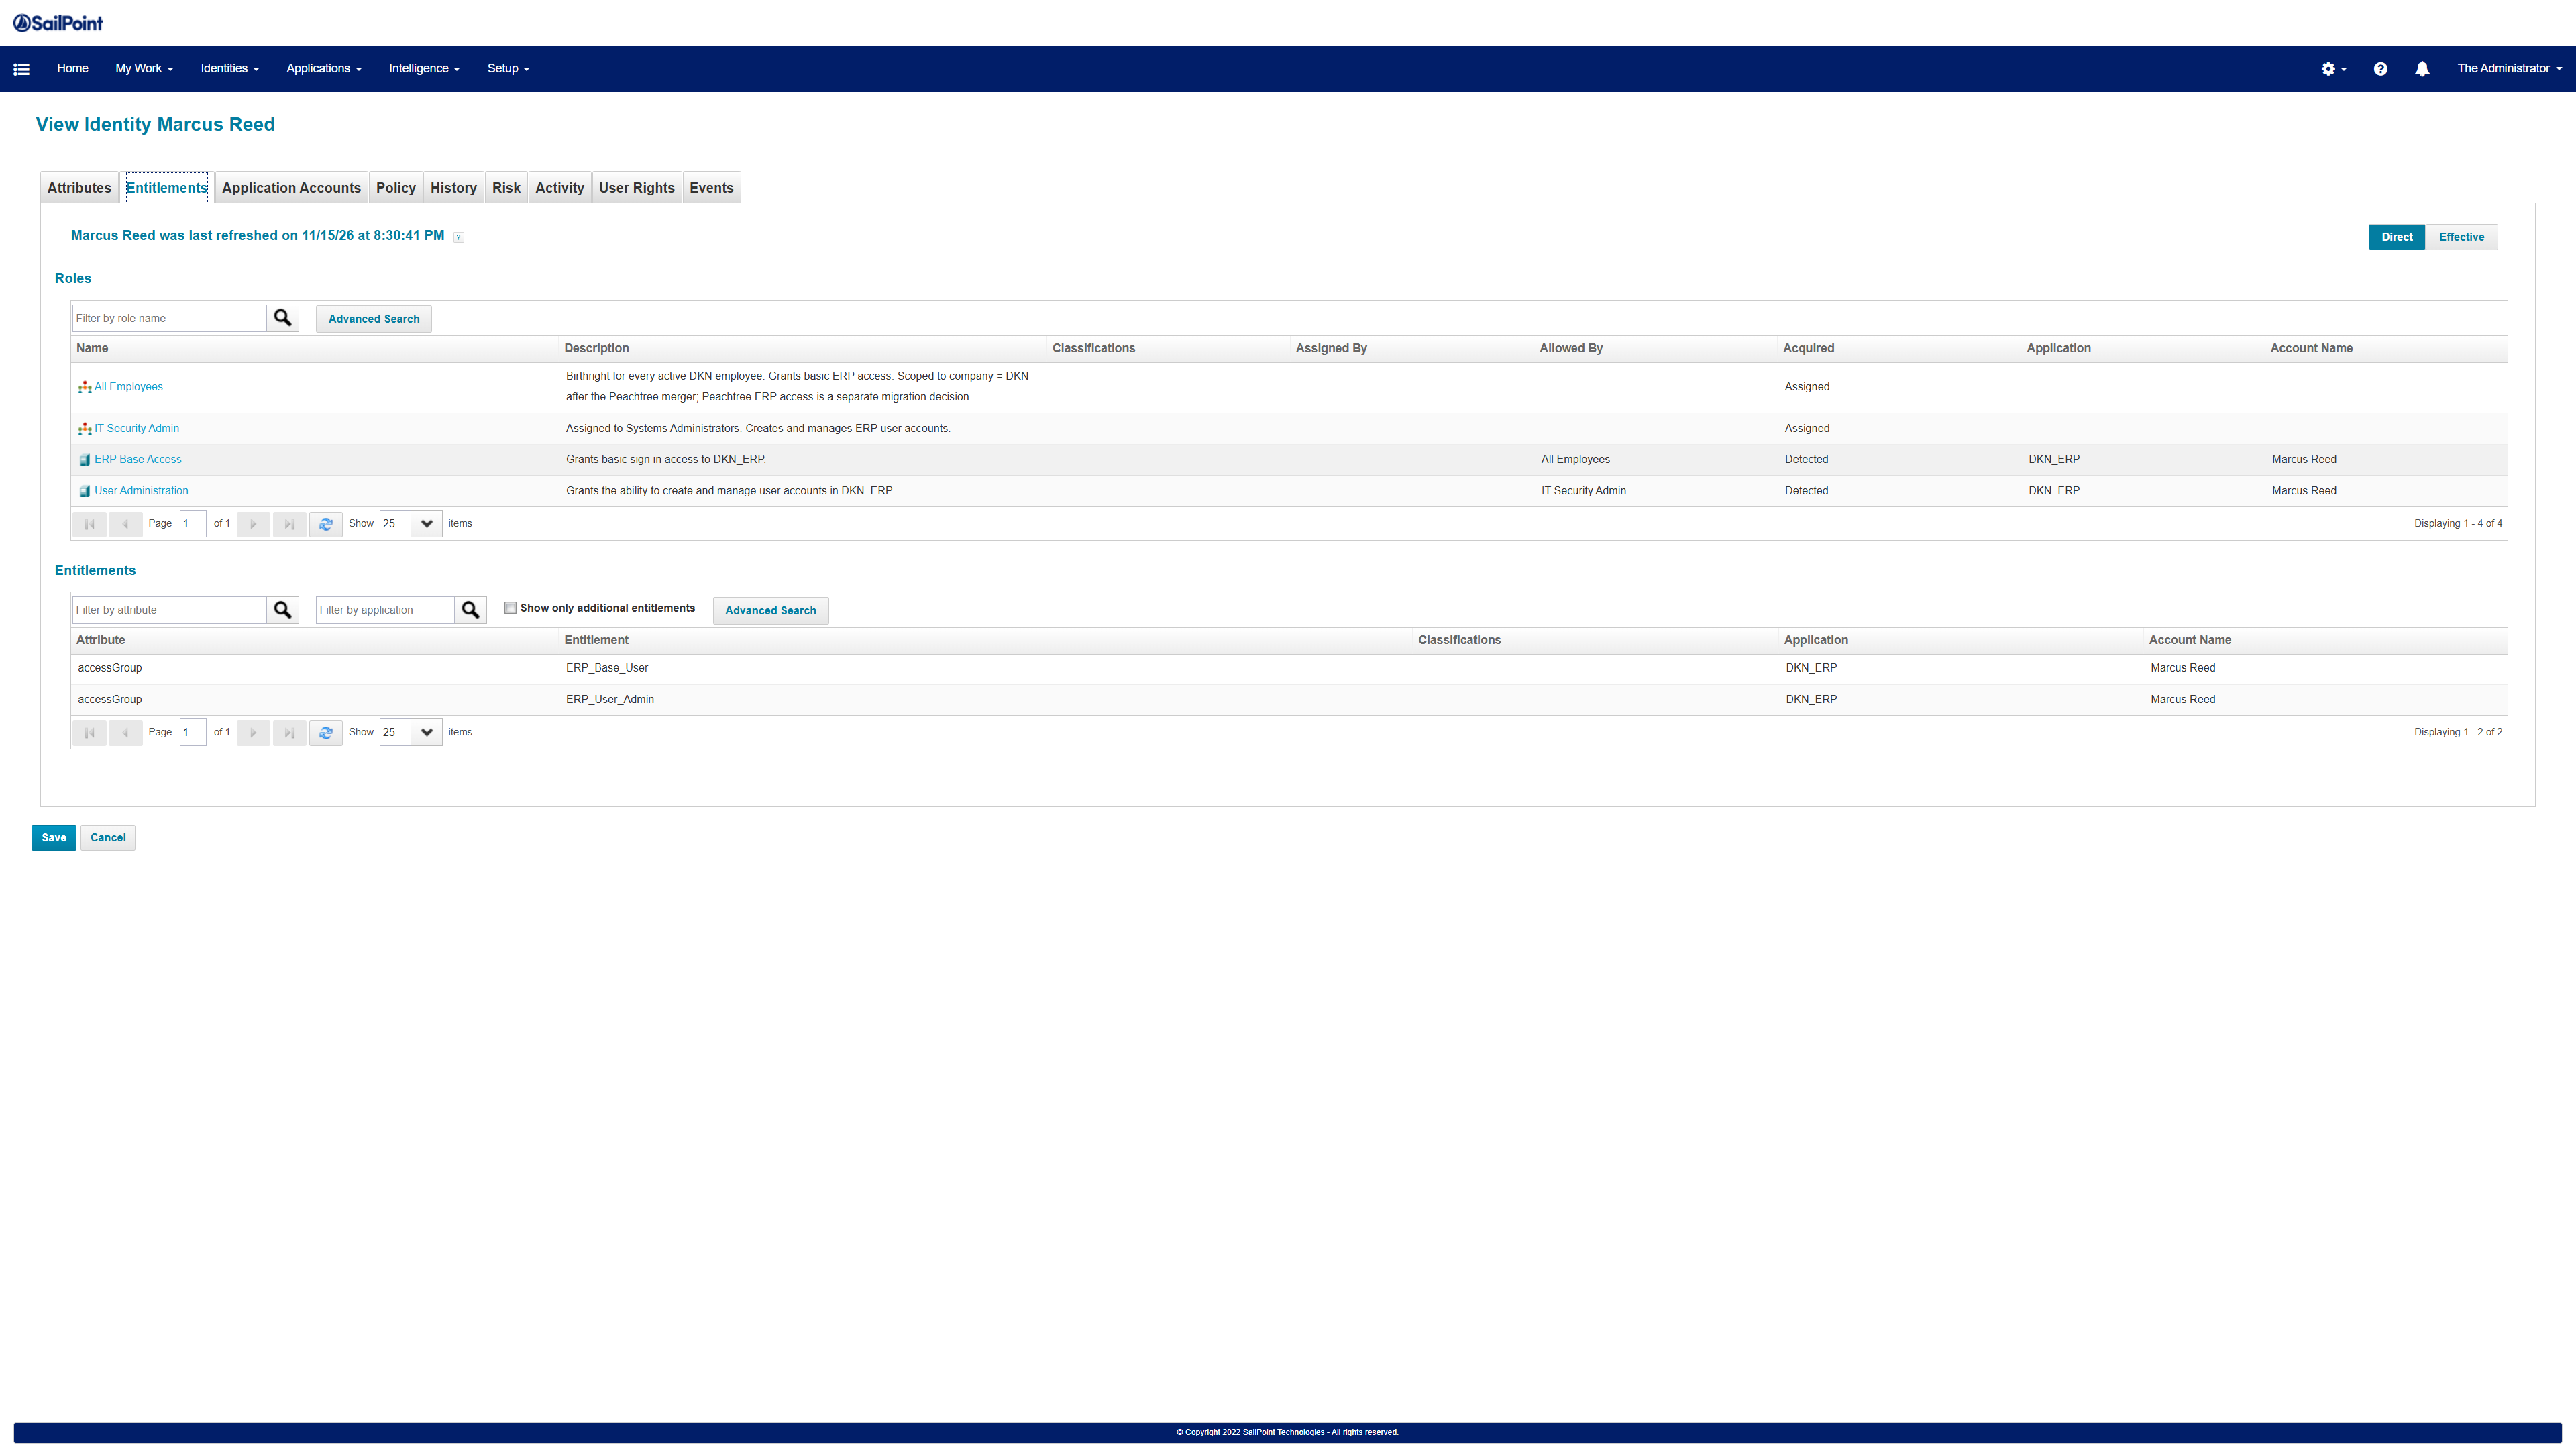 SailPoint
Home My Work Identities Applications Intelligence Setup The Administrator
View Identity Marcus Reed
Attributes Entitlements Application Accounts Policy History Risk Activity User Rights Events
Marcus Reed was last refreshed on 11/15/26 at 8:30:41 PM ?
Direct Effective
Roles
Filter by role name Advanced Search
Name Description Classifications Assigned By Allowed By Acquired Application Account Name
All Employees Birthright for every active DKN employee. Grants basic ERP access. Scoped to company = DKN Assigned
after the Peachtree merger; Peachtree ERP access is a separate migration decision.
IT Security Admin Assigned to Systems Administrators. Creates and manages ERP user accounts. Assigned
ERP Base Access Grants basic sign in access to DKN_ERP. All Employees Detected DKN_ERP Marcus Reed
User Administration Grants the ability to create and manage user accounts in DKN_ERP. IT Security Admin Detected DKN_ERP Marcus Reed
Page 1 of 1 Show 25 items Displaying 1 - 4 of 4
Entitlements
Filter by attribute Filter by application Show only additional entitlements Advanced Search
Attribute Entitlement Classifications Application Account Name
accessGroup ERP_Base_User DKN_ERP Marcus Reed
accessGroup ERP_User_Admin DKN_ERP Marcus Reed
Page 1 of 1 Show 25 items Displaying 1 - 2 of 2
Save Cancel
© Copyright 2022 SailPoint Technologies - All rights reserved.